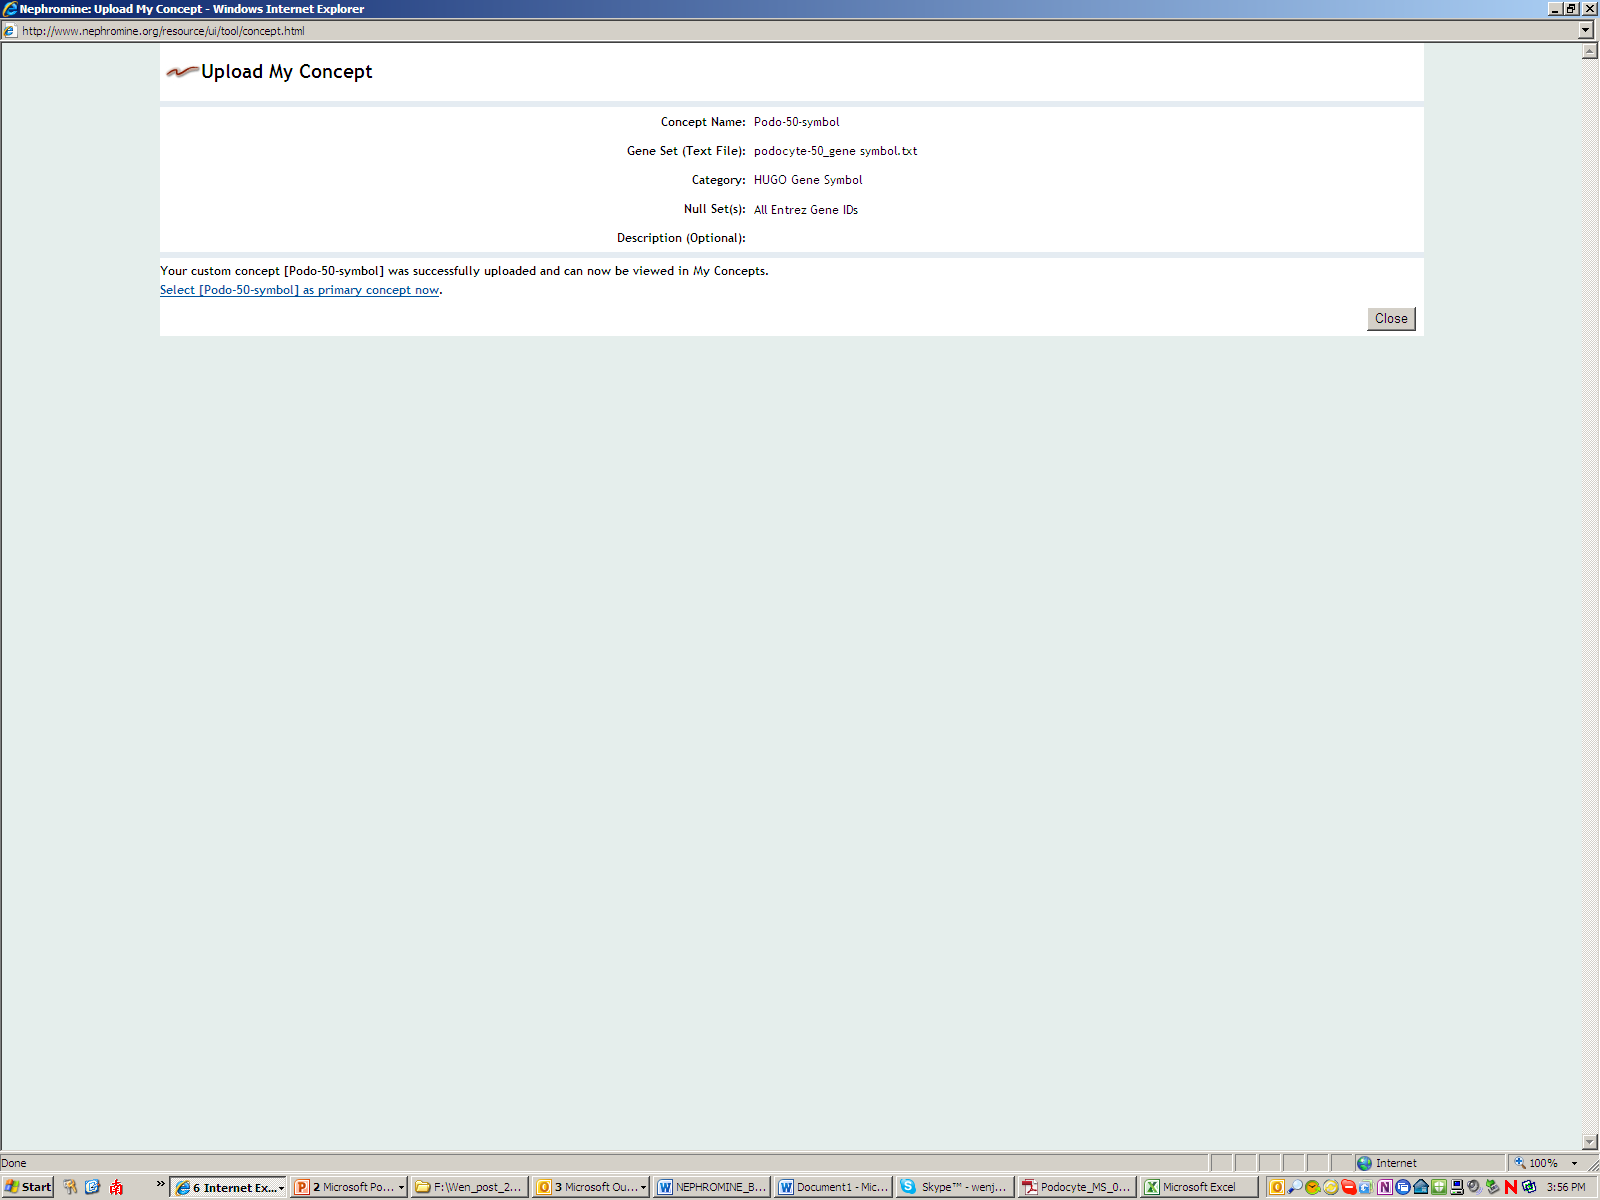 Nephromine: Upload My Concept - Windows Internet Explorer
http://www.nephromine.org/resource/ui/tool/concept.html
Upload My Concept
Concept Name: Podo-50-symbol
Gene Set (Text File): podocyte-50_gene symbol.txt
Category: HUGO Gene Symbol
Null Set(s): All Entrez Gene IDs
Description (Optional):
Your custom concept [Podo-50-symbol] was successfully uploaded and can now be viewed in My Concepts.
Select [Podo-50-symbol] as primary concept now.
Close
Done
Internet
100%
Start
6 Internet Ex...
2 Microsoft Po...
F:\Wen_post_2...
3 Microsoft Ou...
NEPHROMINE_B...
Document1 - Mic...
Skype™ - wenj...
Podocyte_MS_0...
Microsoft Excel
3:56 PM